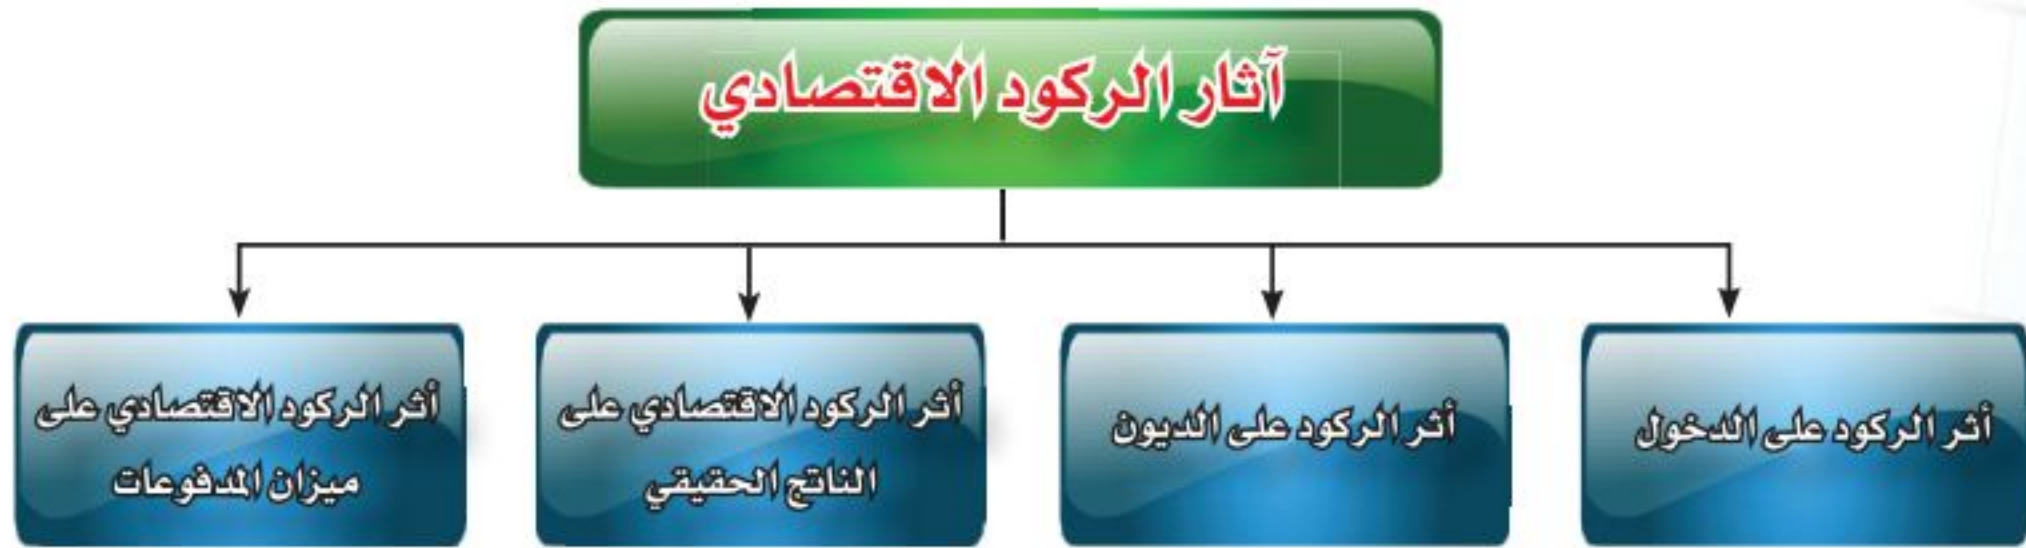 آثار الركود الاقتصادي
أثر الركود على الدخول
أثر الركود على الديون
أثر الركود الاقتصادي على
الناتج الحقيقي
أثر الركود الاقتصادي على
ميزان المدفوعات